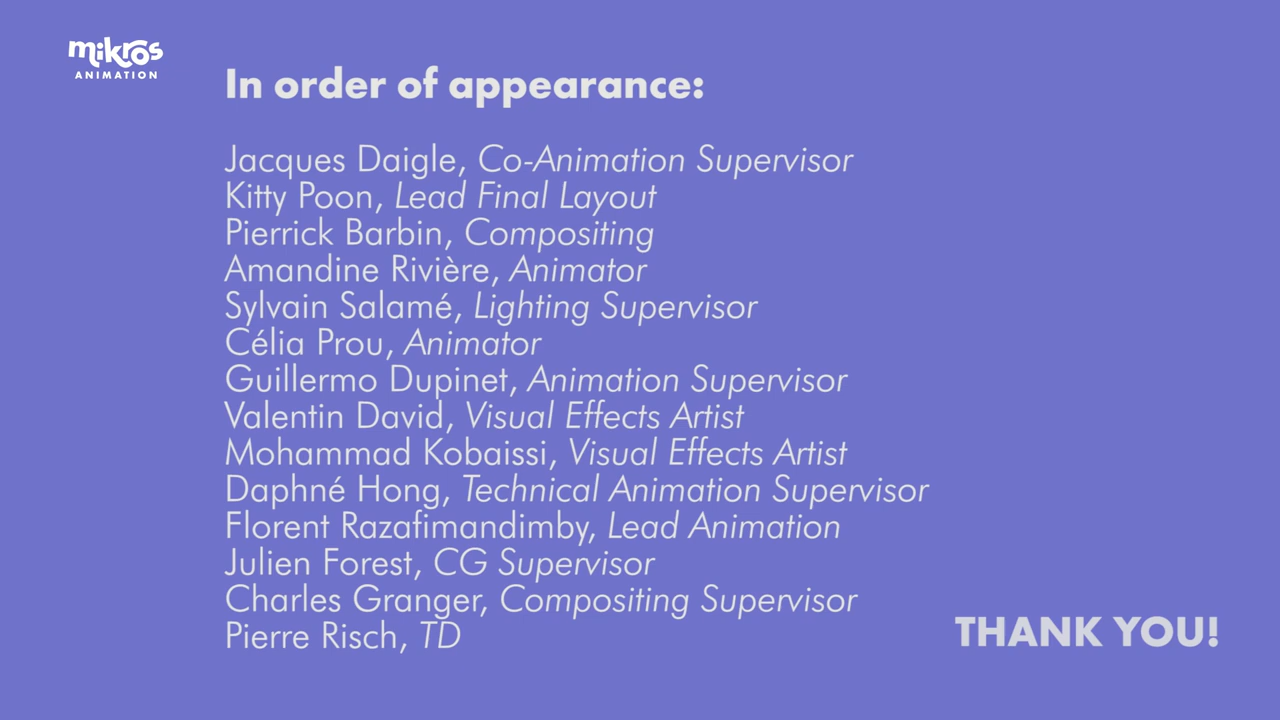 mikros
ANIMATION
In order of appearance:
Jacques Daigle, Co-Animation Supervisor
Kitty Poon, Lead Final Layout
Pierrick Barbin, Compositing
Amandine Rivière, Animator
Sylvain Salamé, Lighting Supervisor
Célia Prou, Animator
Guillermo Dupinet, Animation Supervisor
Valentin David, Visual Effects Artist
Mohammad Kobaissi, Visual Effects Artist
Daphné Hong, Technical Animation Supervisor
Florent Razafimandimby, Lead Animation
Julien Forest, CG Supervisor
Charles Granger, Compositing Supervisor
Pierre Risch, TD
THANK YOU!